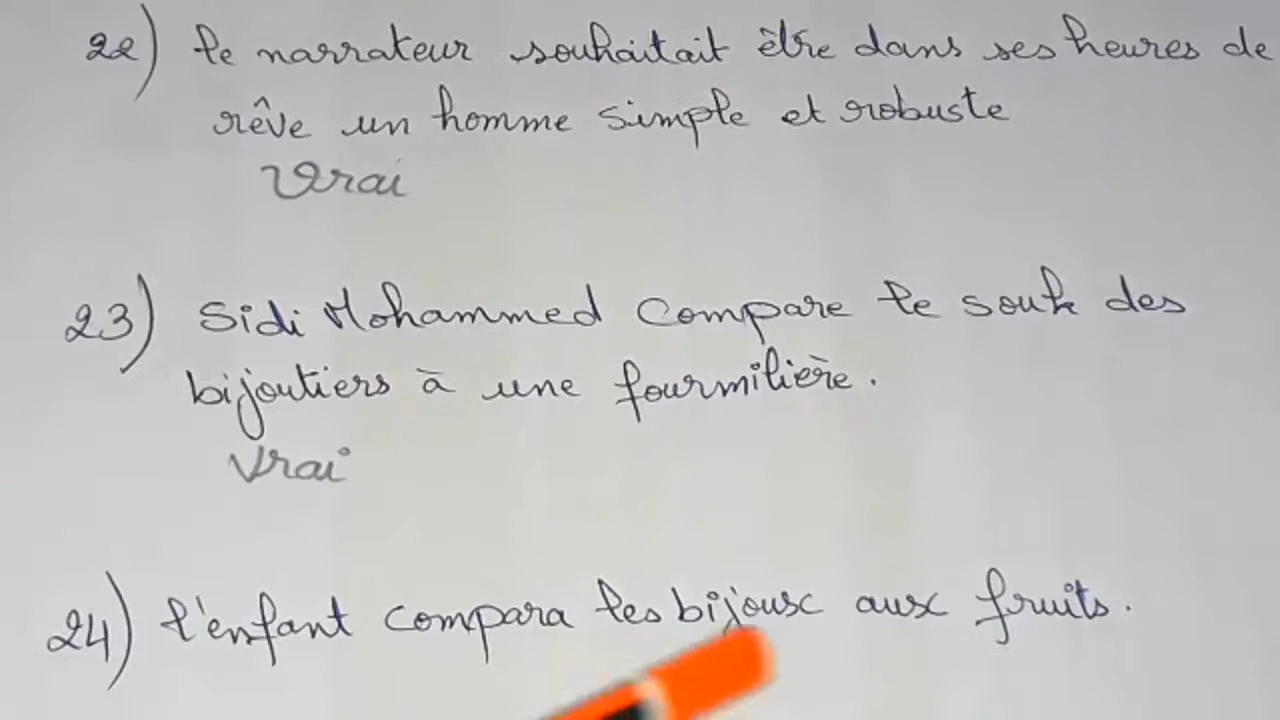 22) le narrateur souhaitait être dans ses heures de
rêve un homme simple et robuste
Vrai
23) Sidi Mohammed compare le souk des
bijoutiers à une fourmilière.
Vrai
24) l'enfant compara les bijoux aux fruits.